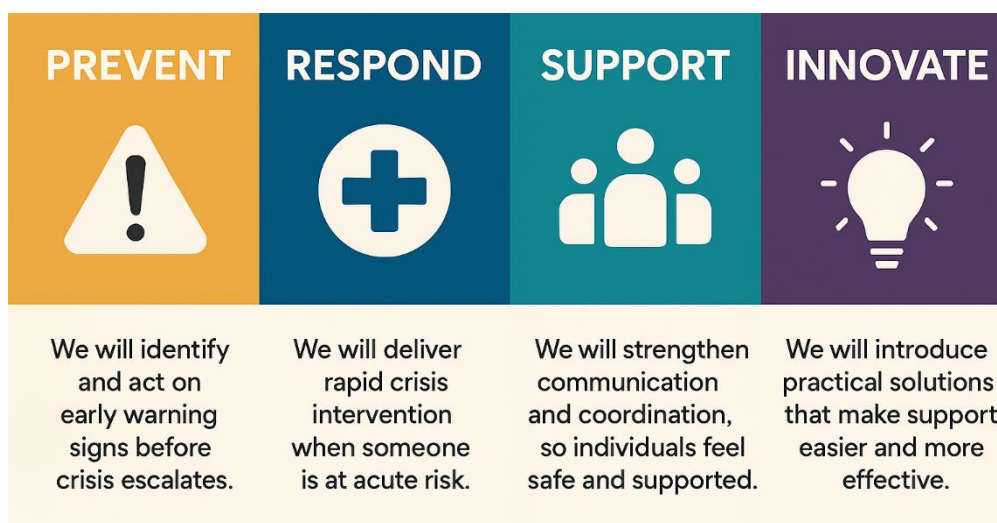 PREVENT
We will identify
and act on
early warning
signs before
crisis escalates.
RESPOND
We will deliver
rapid crisis
intervention
when someone
is at acute risk.
SUPPORT
We will strengthen
communication
and coordination,
so individuals feel
safe and supported.
INNOVATE
We will introduce
practical solutions
that make support
easier and more
effective.